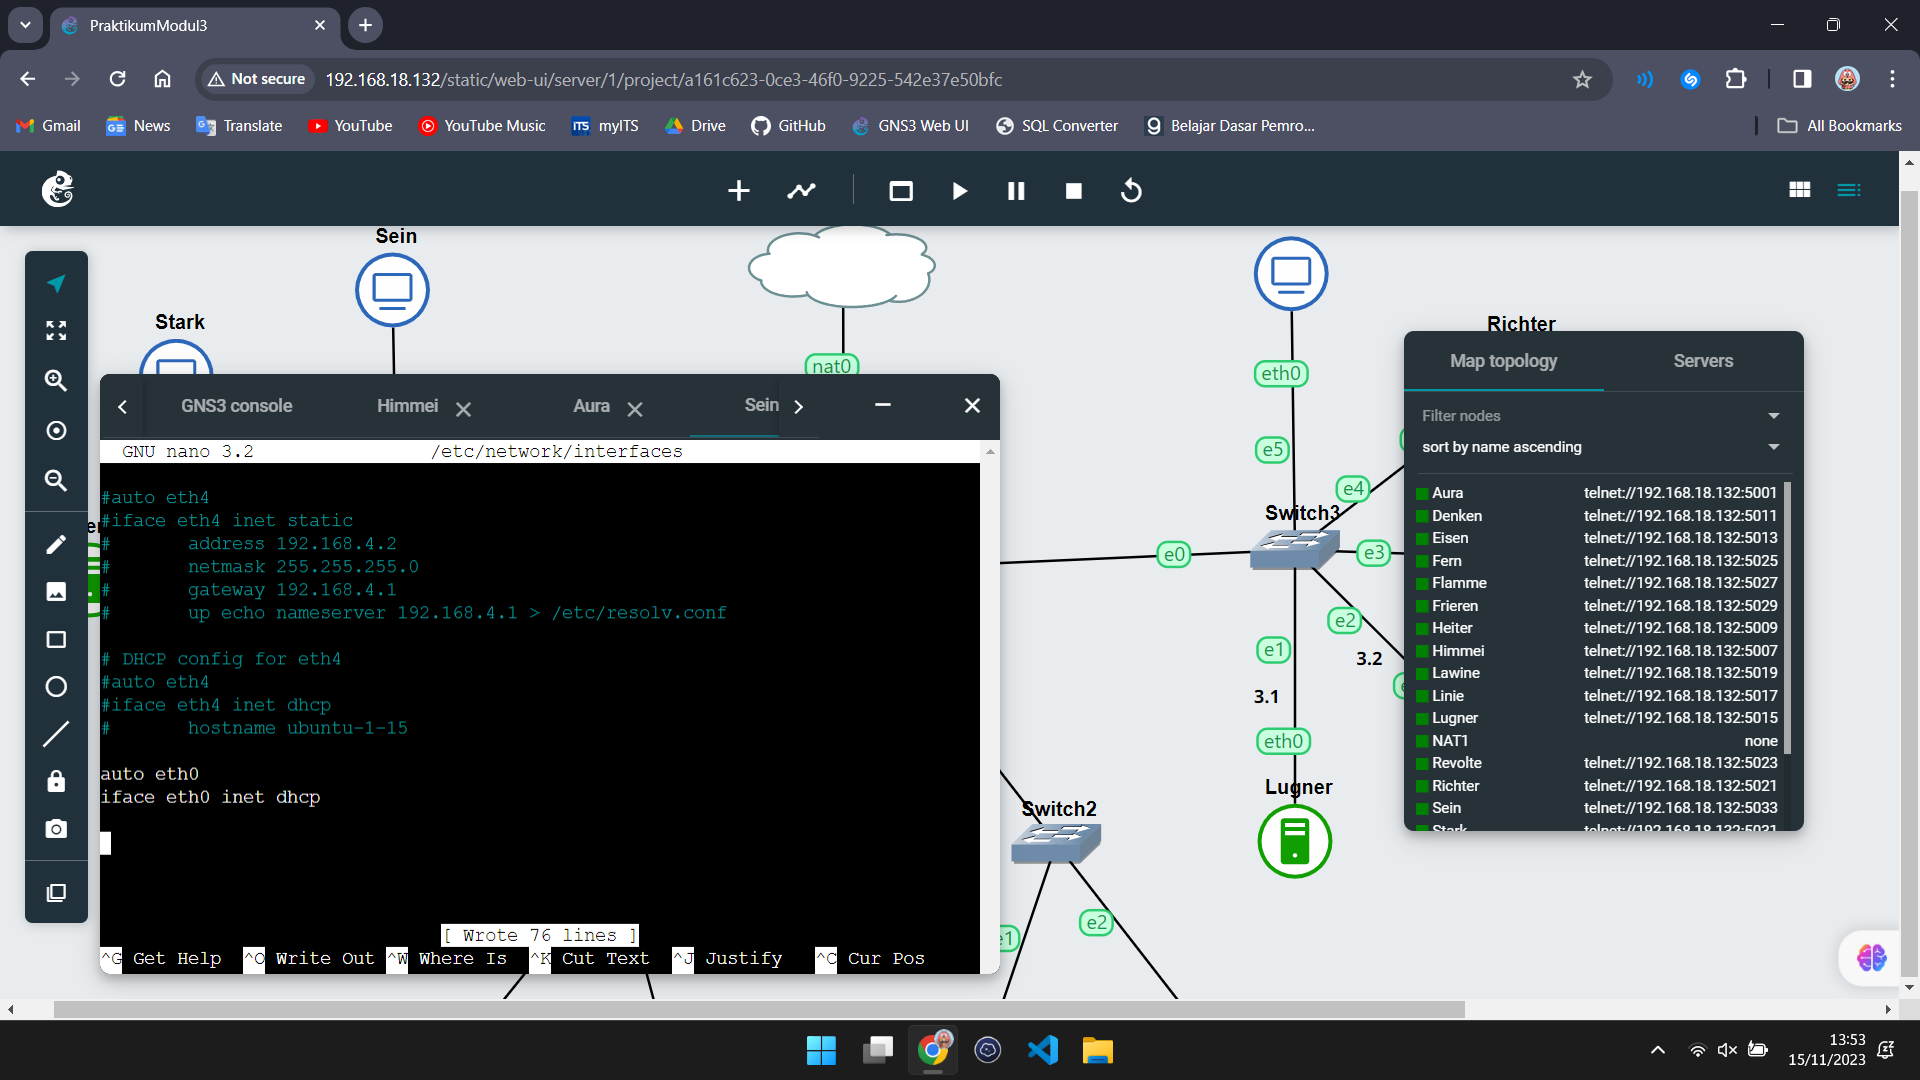 PraktikumModul3
Not secure
192.168.18.132/static/web-ui/server/1/project/a161c623-0ce3-46f0-9225-542e37e50bfc
Gmail
News
Translate
YouTube
YouTube Music
ITS myITS
Drive
GitHub
GNS3 Web UI
SQL Converter
Belajar Dasar Pemro...
All Bookmarks
Sein
Stark
nat0
eth0
e5
e4
Switch3
e0
e3
e2
e1
3.2
3.1
eth0
Lugner
Switch2
e2
e1
Richter
GNS3 console
Himmei
Aura
Sein
GNU nano 3.2 /etc/network/interfaces
#auto eth4
#iface eth4 inet static
# address 192.168.4.2
# netmask 255.255.255.0
# gateway 192.168.4.1
# up echo nameserver 192.168.4.1 > /etc/resolv.conf
# DHCP config for eth4
#auto eth4
#iface eth4 inet dhcp
# hostname ubuntu-1-15
auto eth0
iface eth0 inet dhcp
[ Wrote 76 lines ]
^G Get Help ^O Write Out ^W Where Is ^K Cut Text ^J Justify ^C Cur Pos
Map topology Servers
Filter nodes
sort by name ascending
Aura telnet://192.168.18.132:5001
Denken telnet://192.168.18.132:5011
Eisen telnet://192.168.18.132:5013
Fern telnet://192.168.18.132:5025
Flamme telnet://192.168.18.132:5027
Frieren telnet://192.168.18.132:5029
Heiter telnet://192.168.18.132:5009
Himmei telnet://192.168.18.132:5007
Lawine telnet://192.168.18.132:5019
Linie telnet://192.168.18.132:5017
Lugner telnet://192.168.18.132:5015
NAT1 none
Revolte telnet://192.168.18.132:5023
Richter telnet://192.168.18.132:5021
Sein telnet://192.168.18.132:5033
Stark telnet://192.168.18.132:5031
13:53
15/11/2023